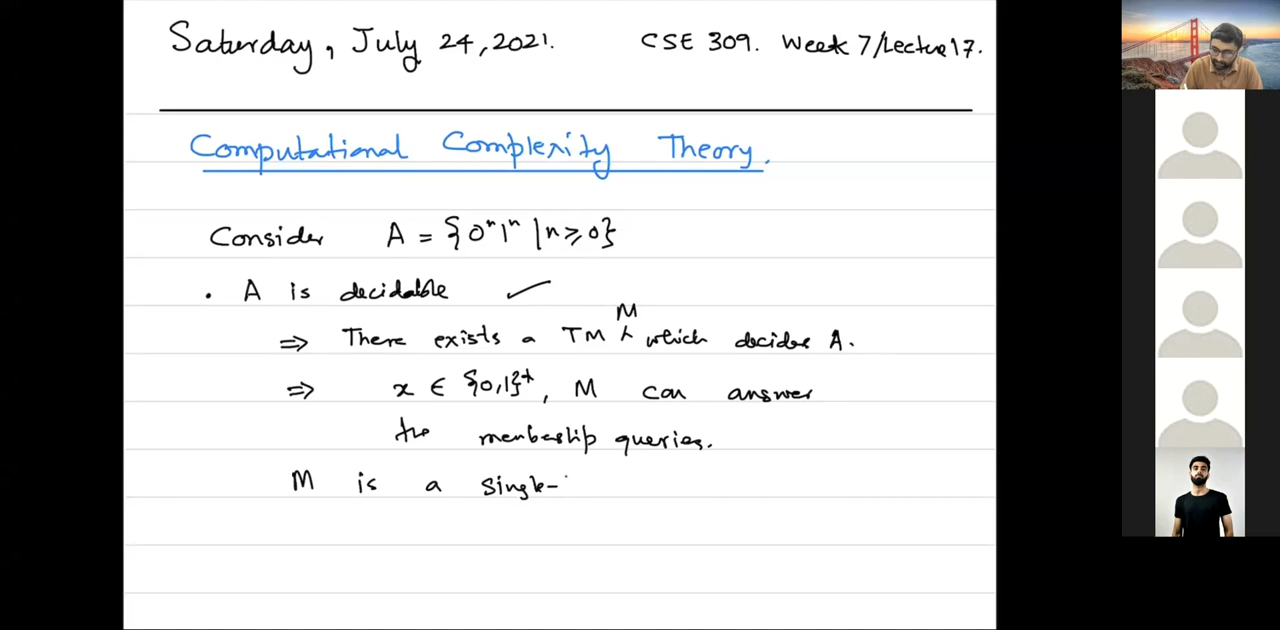 Saturday, July 24, 2021. CSE 309. Week 7/Lecture 17.
Computational Complexity Theory.
Consider A = {0ⁿ1ⁿ | n ≥ 0}
• A is decidable ✓
M
⇒ There exists a TM ^ which decides A.
⇒ x ∈ {0,1}*, M can answer
the membership queries.
M is a single-